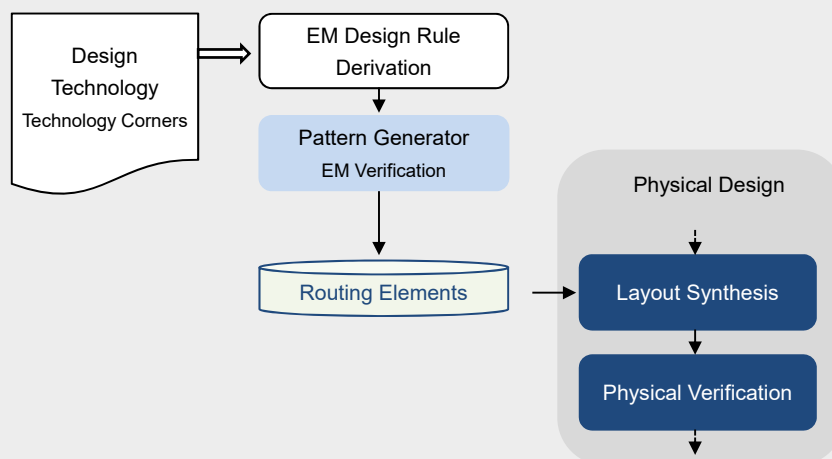 Design
Technology
Technology Corners
EM Design Rule
Derivation
Pattern Generator
EM Verification
Routing Elements
Physical Design
Layout Synthesis
Physical Verification